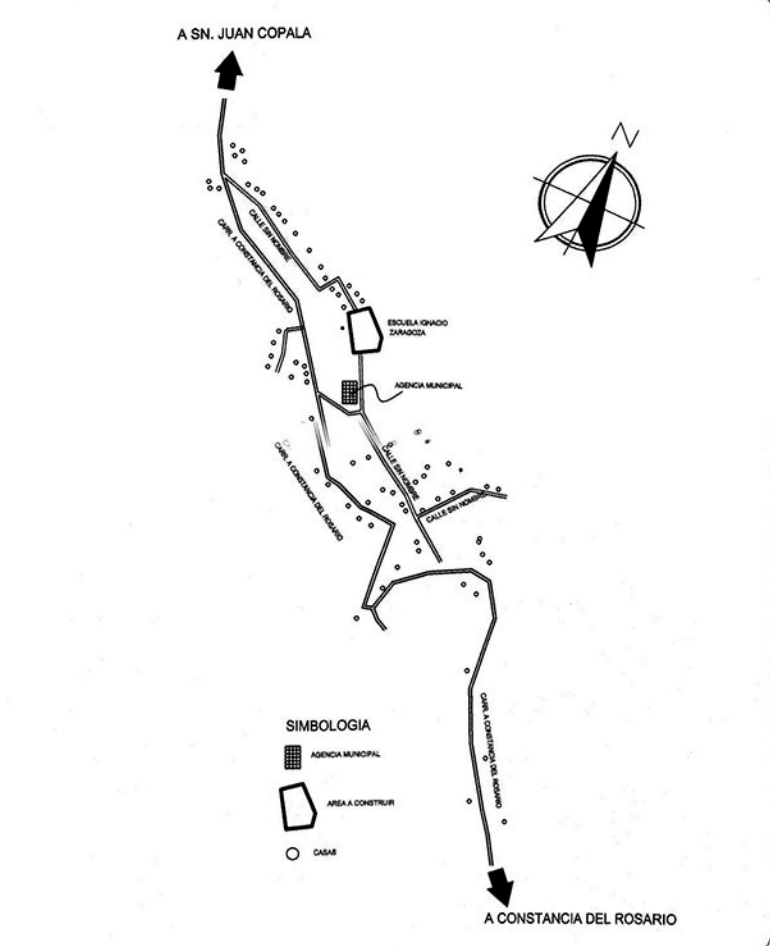 A SN. JUAN COPALA
N
CALLE SIN NOMBRE
CARR. A CONSTANCIA DEL ROSARIO
ESCUELA IGNACIO
ZARAGOZA
AGENCIA MUNICIPAL
CARR. A CONSTANCIA DEL ROSARIO
CALLE SIN NOMBRE
CALLE SIN NOMBRE
CARR. A CONSTANCIA DEL ROSARIO
SIMBOLOGIA
AGENCIA MUNICIPAL
AREA A CONSTRUIR
CASAS
A CONSTANCIA DEL ROSARIO